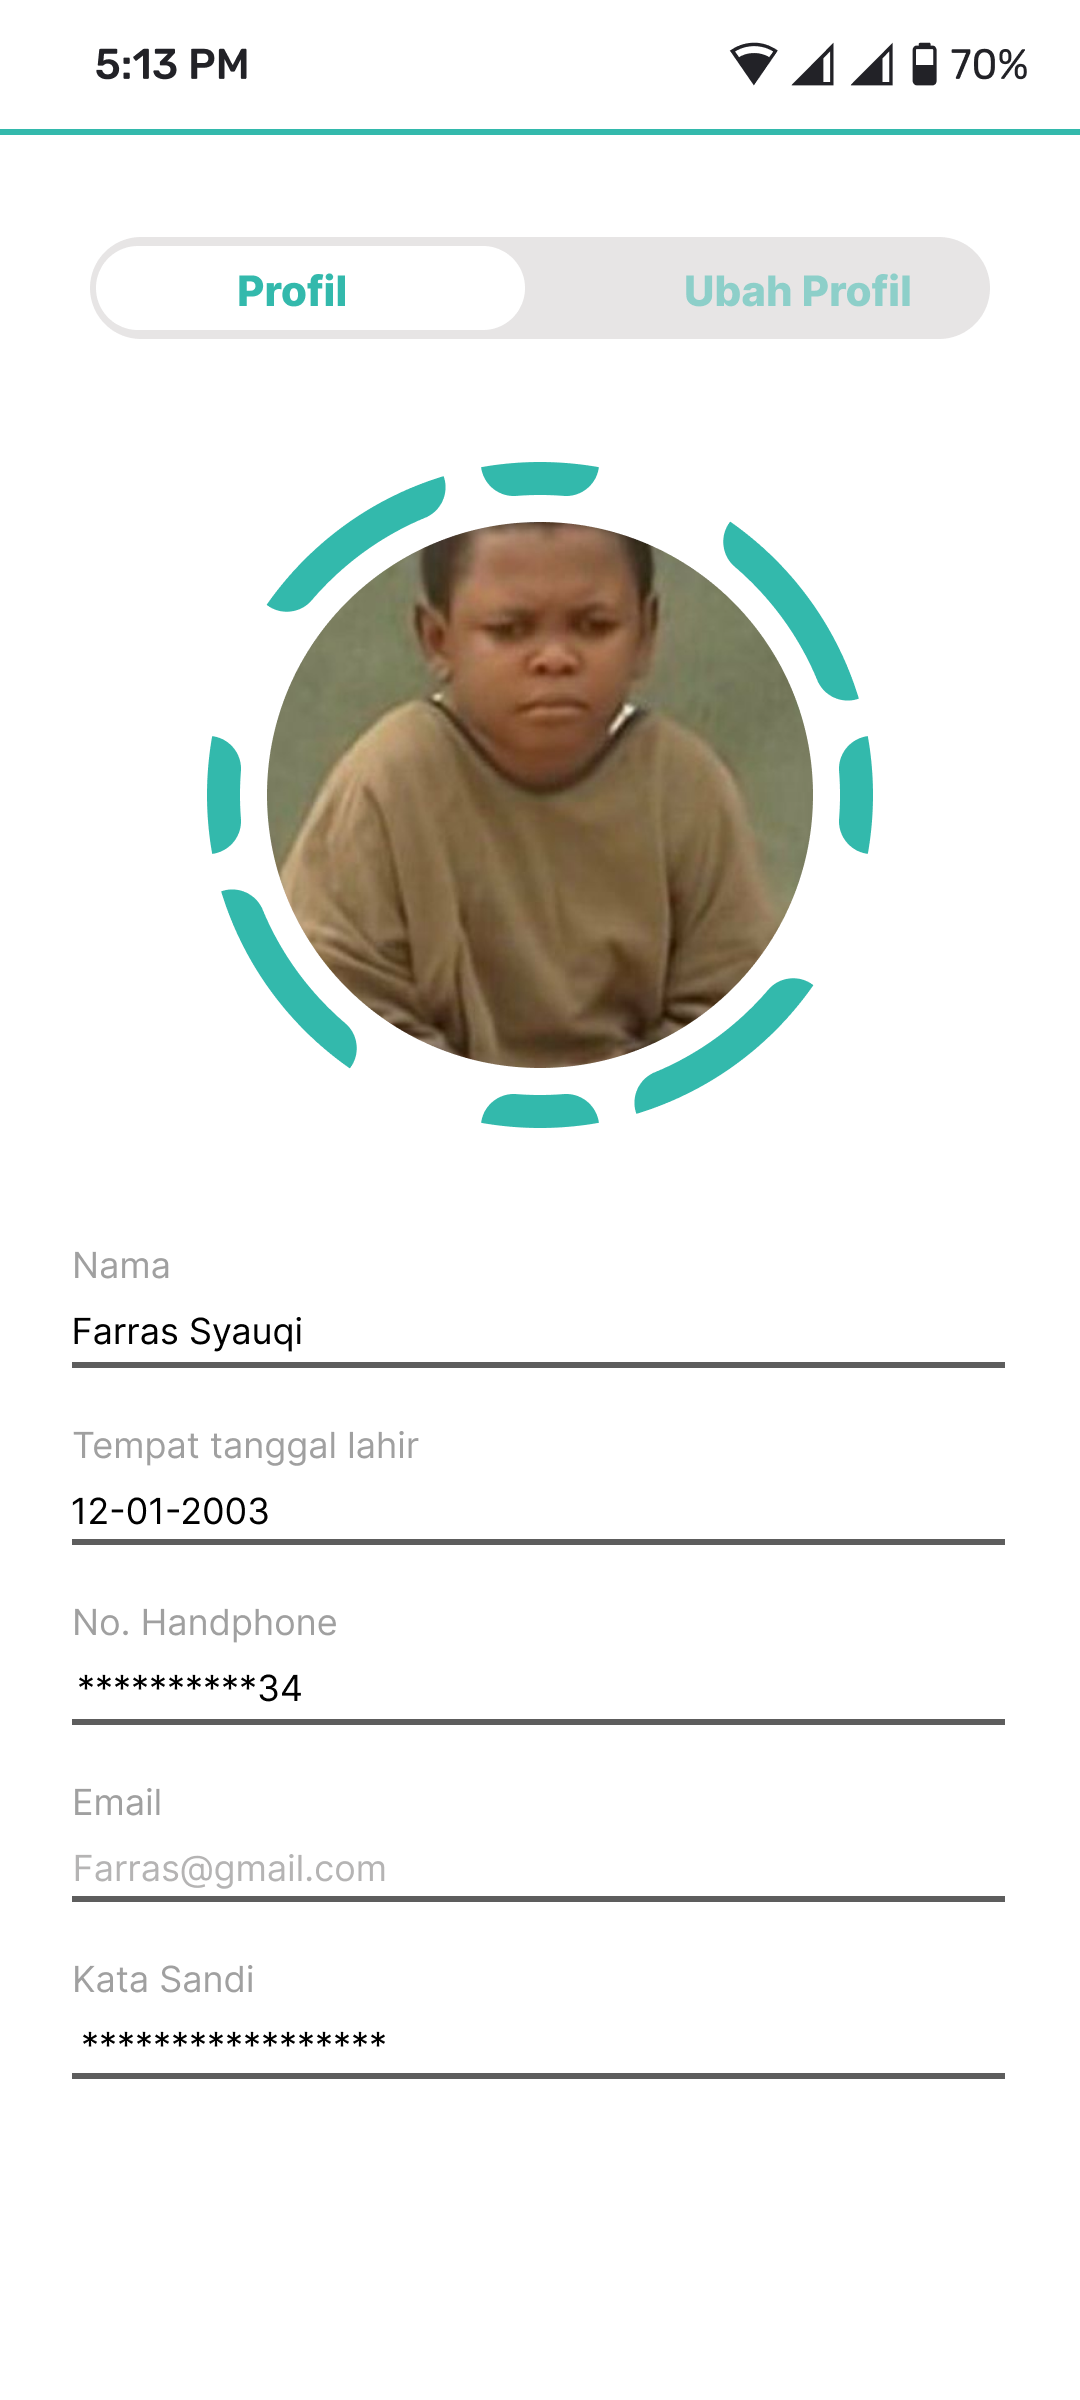 5:13 PM 70%
Profil Ubah Profil
Nama
Farras Syauqi
Tempat tanggal lahir
12-01-2003
No. Handphone
**********34
Email
Farras@gmail.com
Kata Sandi
*****************